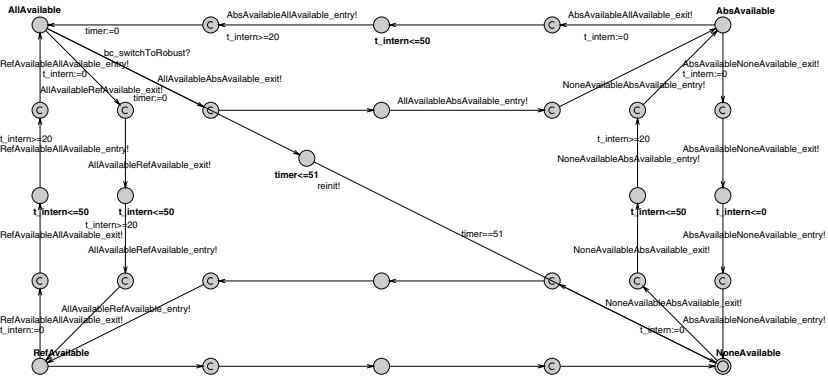 AllAvailable
AbsAvailable
AbsAvailableAllAvailable_entry!
AbsAvailableAllAvailable_exit!
C
C
timer:=0
t_intern>=20
t_intern<=50
t_intern:=0
bc_switchToRobust?
RefAvailableAllAvailable_entry!
t_intern:=0
AllAvailableAbsAvailable_exit!
AbsAvailableNoneAvailable_exit!
t_intern:=0
NoneAvailableAbsAvailable_entry!
AllAvailableRefAvailable_exit!
timer:=0
AllAvailableAbsAvailable_entry!
C
C
C
C
C
C
t_intern>=20
RefAvailableAllAvailable_entry!
t_intern>=20
AbsAvailableNoneAvailable_exit!
NoneAvailableAbsAvailable_entry!
AllAvailableRefAvailable_exit!
timer<=51
reinit!
t_intern<=50
t_intern<=50
t_intern<=50
t_intern<=0
t_intern>=20
RefAvailableAllAvailable_exit!
timer==51
AbsAvailableNoneAvailable_entry!
AllAvailableRefAvailable_entry!
NoneAvailableAbsAvailable_exit!
C
C
C
C
C
C
NoneAvailableAbsAvailable_exit!
AllAvailableRefAvailable_entry!
RefAvailableAllAvailable_exit!
AbsAvailableNoneAvailable_entry!
t_intern:=0
t_intern:=0
RefAvailable
NoneAvailable
C
C